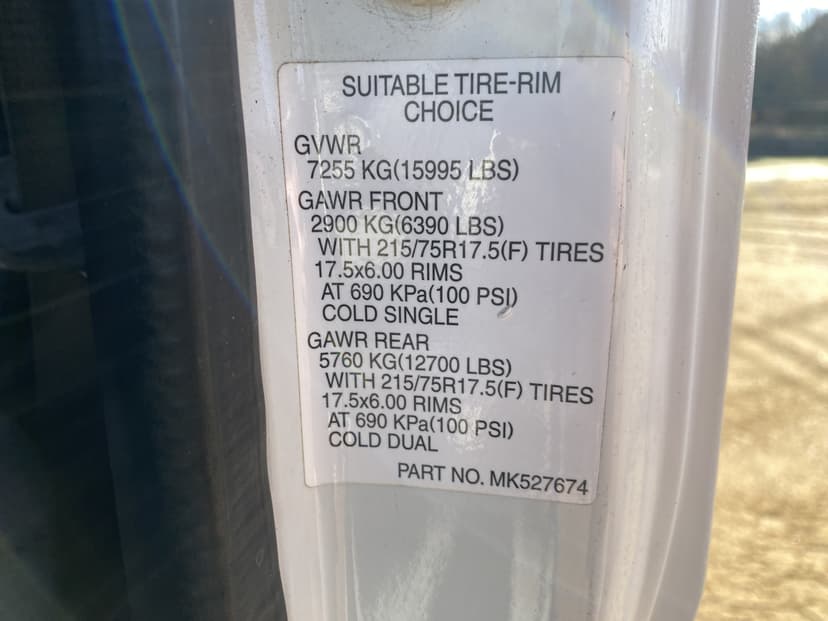 SUITABLE TIRE-RIM
CHOICE
GVWR
7255 KG(15995 LBS)
GAWR FRONT
2900 KG(6390 LBS)
WITH 215/75R17.5(F) TIRES
17.5x6.00 RIMS
AT 690 KPa(100 PSI)
COLD SINGLE
GAWR REAR
5760 KG(12700 LBS)
WITH 215/75R17.5(F) TIRES
17.5x6.00 RIMS
AT 690 KPa(100 PSI)
COLD DUAL
PART NO. MK527674